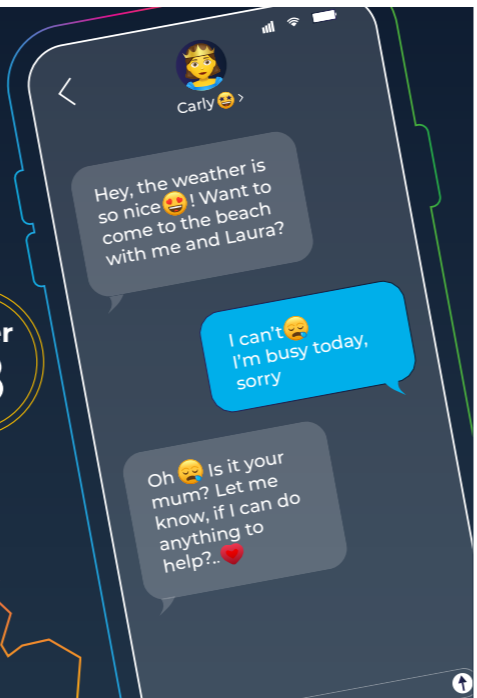 Carly😆›
Hey, the weather is
so nice😍! Want to
come to the beach
with me and Laura?
I can’t😪
I’m busy today,
sorry
Oh 😪 Is it your
mum? Let me
know, if I can do
anything to
help?..❤️